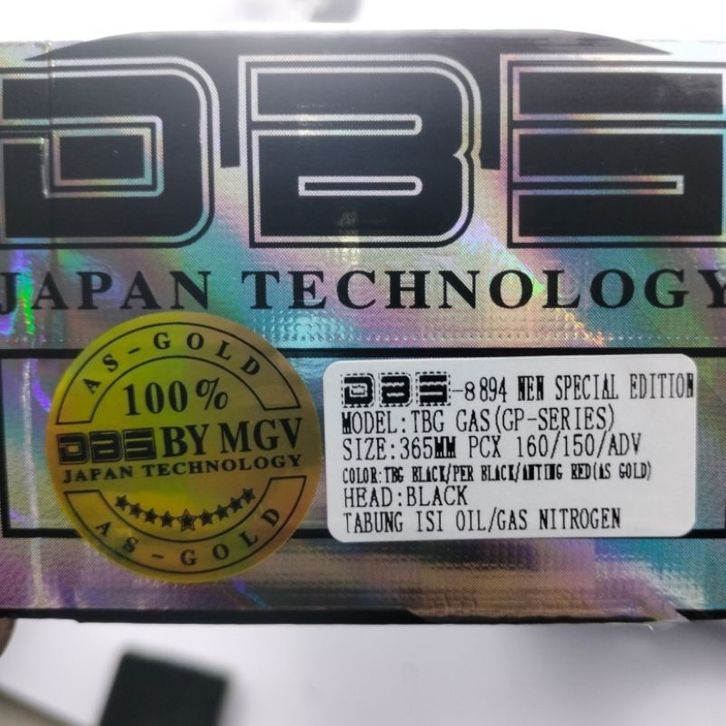 DBS
JAPAN TECHNOLOGY
AS-GOLD
100%
DBS BY MGV
JAPAN TECHNOLOGY
AS-GOLD
DBS-8894 NEW SPECIAL EDITION
MODEL:TBG GAS(GP-SERIES)
SIZE:365MM PCX 160/150/ADV
COLOR:TBG BLACK/PER BLACK/ANTING RED(AS GOLD)
HEAD:BLACK
TABUNG ISI OIL/GAS NITROGEN